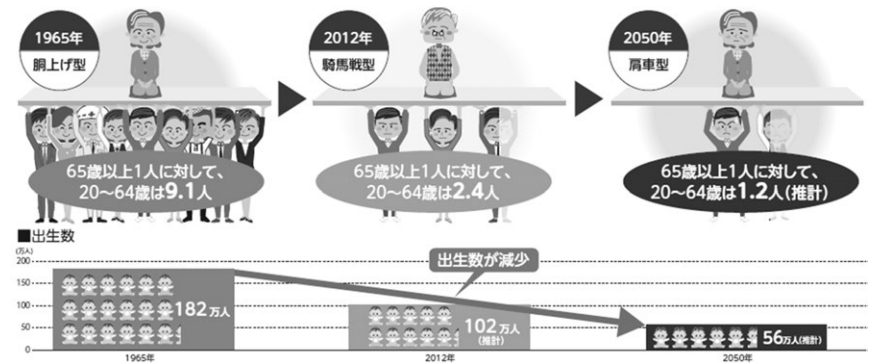 1965年
胴上げ型
2012年
騎馬戦型
2050年
肩車型
65歳以上1人に対して、
20〜64歳は9.1人
65歳以上1人に対して、
20〜64歳は2.4人
65歳以上1人に対して、
20〜64歳は1.2人(推計)
■出生数
(万人)
200
150
100
50
0
出生数が減少
182万人
102万人
(推計)
56万人(推計)
1965年
2012年
2050年